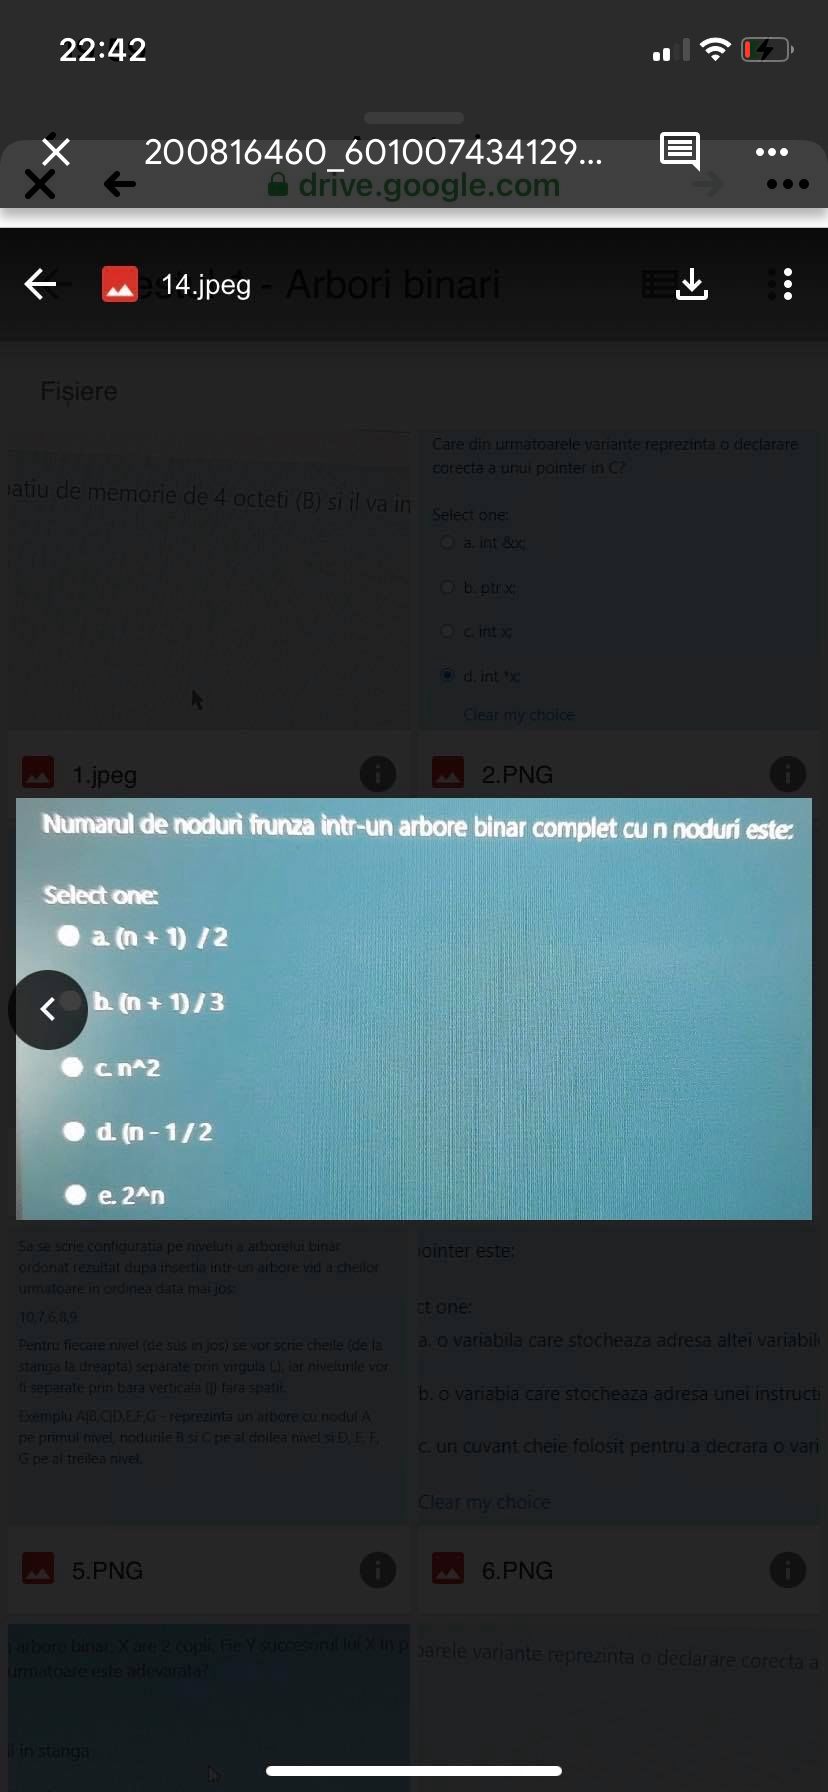 22:42
200816460_601007434129...
drive.google.com
14.jpeg
- Arbori binari
Fișiere
atiu de memorie de 4 octeti (B) si il va in
Care din urmatoarele variante reprezinta o declarare
corecta a unui pointer in C?
Select one:
a. int &x;
b. ptr x;
c. int x;
d. int *x;
Clear my choice
1.jpeg
2.PNG
Numarul de noduri frunza intr-un arbore binar complet cu n noduri este:
Select one:
a. (n + 1) / 2
b. (n + 1) / 3
c. n^2
d. (n - 1 / 2
e. 2^n
Sa se scrie configuratia pe niveluri a arborelui binar
ordonat rezultat dupa insertia intr-un arbore vid a cheilor
urmatoare in ordinea data mai jos:
10,7,6,8,9
Pentru fiecare nivel (de sus in jos) se vor scrie cheile (de la
stanga la dreapta) separate prin virgula (,), iar nivelurile vor
fi separate prin bara verticala (|) fara spatii.
Exemplu A|B,C|D,E,F,G - reprezinta un arbore cu nodul A
pe primul nivel, nodurile B si C pe al doilea nivel si D, E, F,
G pe al treilea nivel.
ointer este:
ct one:
a. o variabila care stocheaza adresa altei variabil
b. o variabia care stocheaza adresa unei instructi
c. un cuvant cheie folosit pentru a decrara o vari
Clear my choice
5.PNG
6.PNG
arbore binar, X are 2 copii. Fie Y succesorul lui X in p
urmatoare este adevarata?
in stanga
oarele variante reprezinta o declarare corecta a